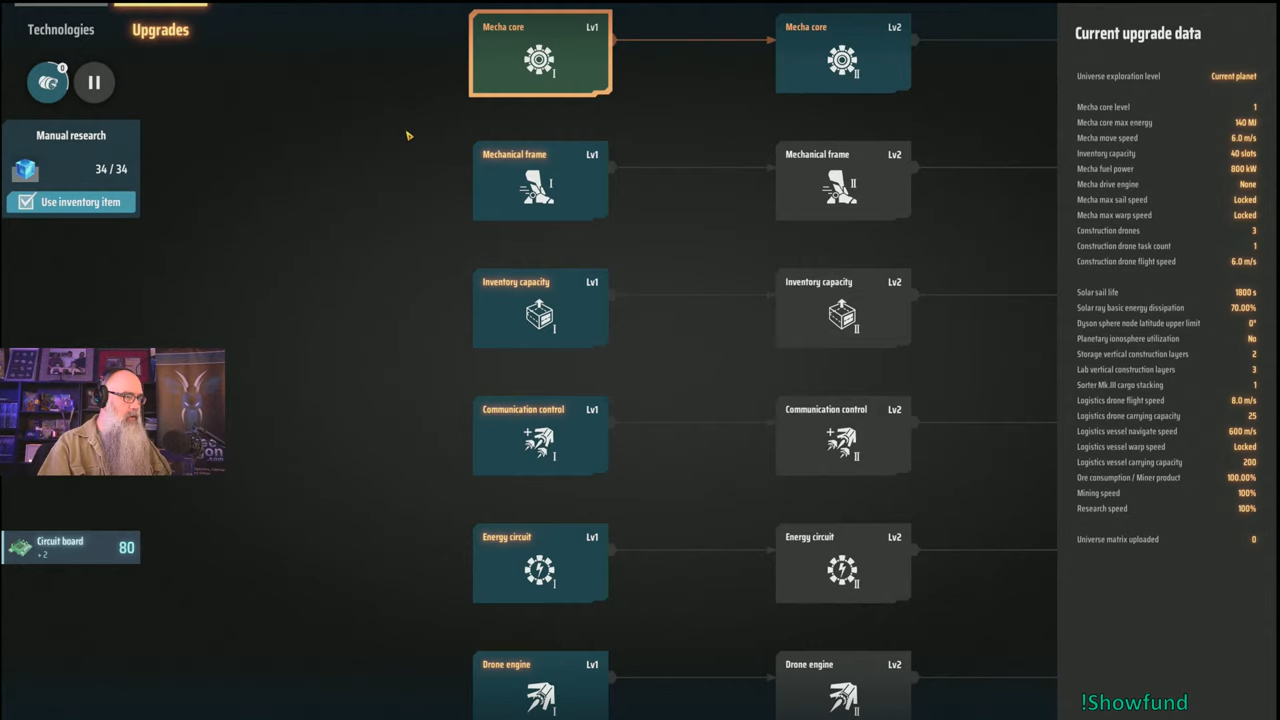 Technologies
Upgrades
0
Manual research
34 / 34
Use inventory item
Circuit board
+2
80
Mecha core Lv1
I
Mecha core Lv2
II
Mechanical frame Lv1
I
Mechanical frame Lv2
II
Inventory capacity Lv1
I
Inventory capacity Lv2
II
Communication control Lv1
I
Communication control Lv2
II
Energy circuit Lv1
I
Energy circuit Lv2
II
Drone engine Lv1
I
Drone engine Lv2
II
Current upgrade data
Universe exploration level Current planet
Mecha core level 1
Mecha core max energy 140 MJ
Mecha move speed 6.0 m/s
Inventory capacity 40 slots
Mecha fuel power 800 kW
Mecha drive engine None
Mecha max sail speed Locked
Mecha max warp speed Locked
Construction drones 3
Construction drone task count 1
Construction drone flight speed 6.0 m/s
Solar sail life 1800 s
Solar ray basic energy dissipation 70.00%
Dyson sphere node latitude upper limit 0°
Planetary ionosphere utilization No
Storage vertical construction layers 2
Lab vertical construction layers 3
Sorter Mk.III cargo stacking 1
Logistics drone flight speed 8.0 m/s
Logistics drone carrying capacity 25
Logistics vessel navigate speed 600 m/s
Logistics vessel warp speed Locked
Logistics vessel carrying capacity 200
Ore consumption / Miner product 100.00%
Mining speed 100%
Research speed 100%
Universe matrix uploaded 0
!Showfund